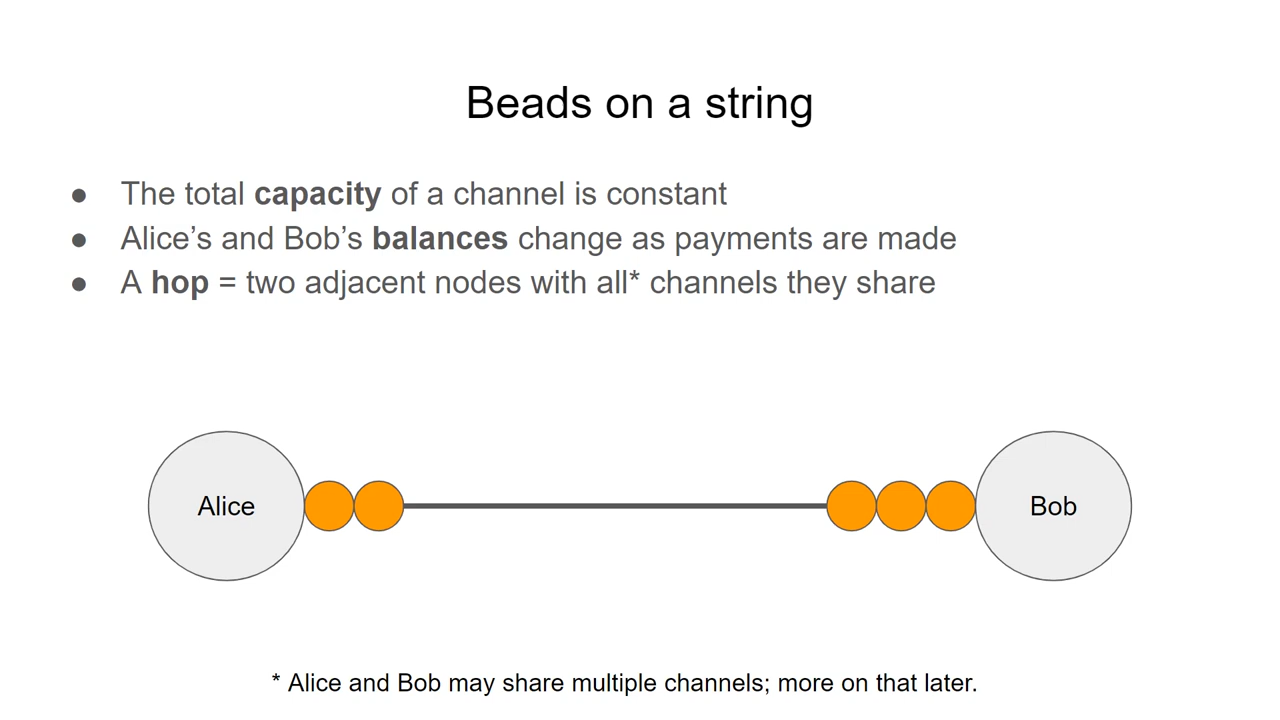 Beads on a string
● The total capacity of a channel is constant
● Alice’s and Bob’s balances change as payments are made
● A hop = two adjacent nodes with all* channels they share
Alice
Bob
* Alice and Bob may share multiple channels; more on that later.